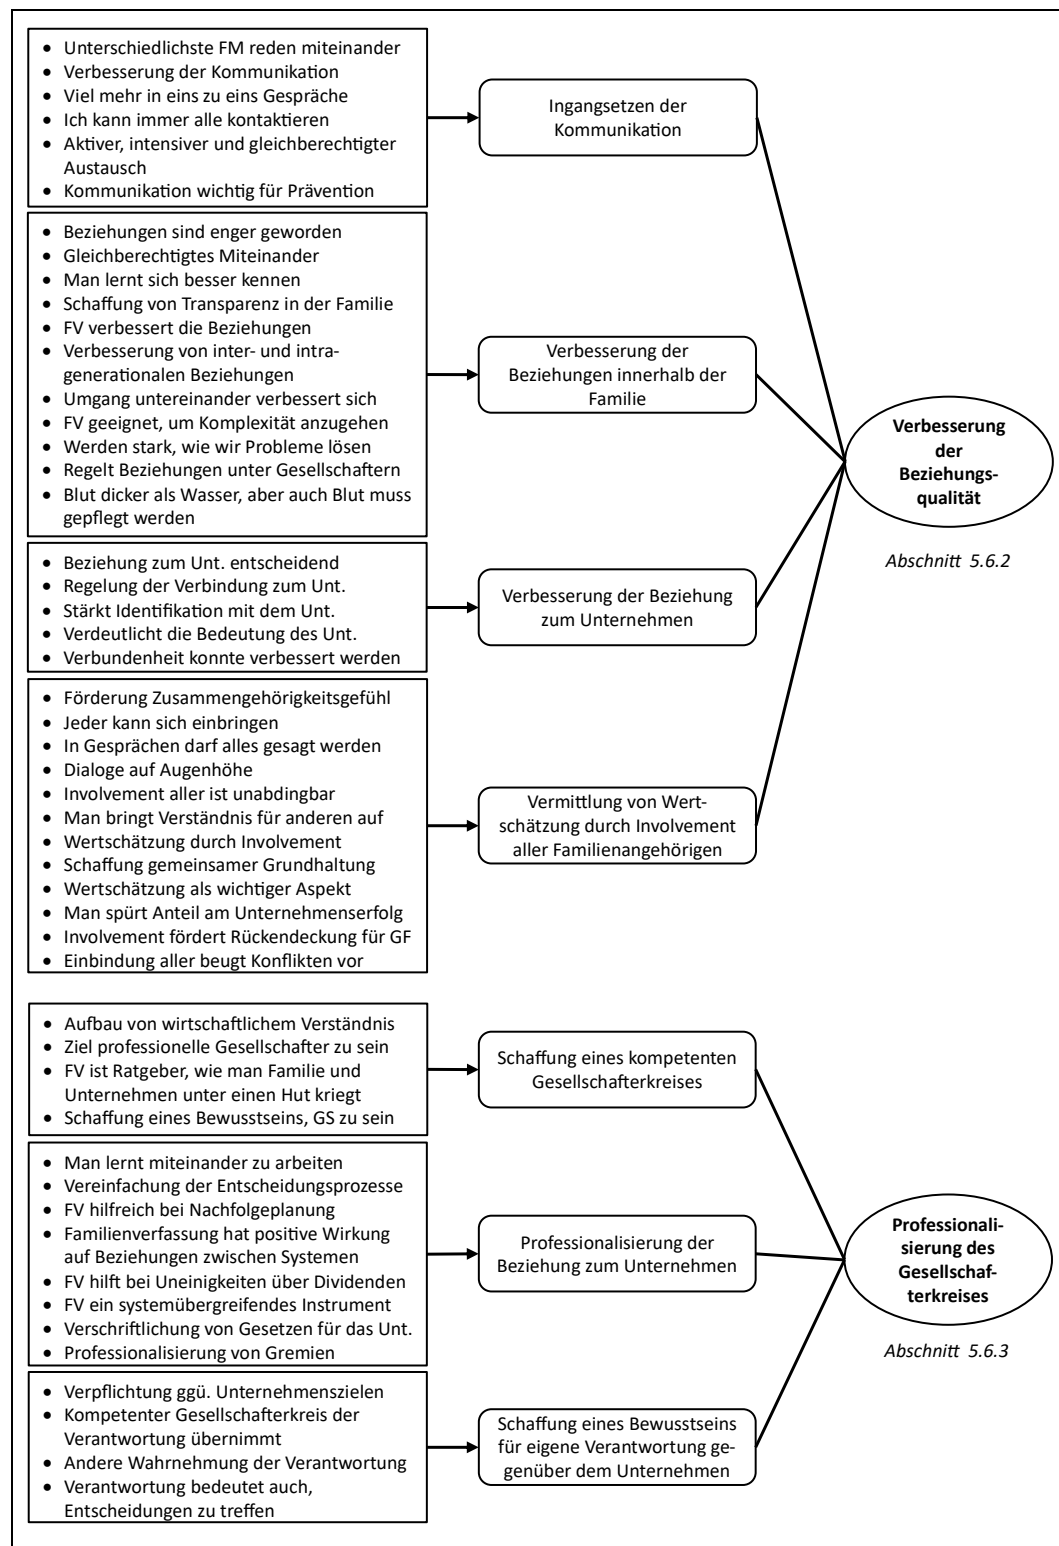 • Unterschiedlichste FM reden miteinander
• Verbesserung der Kommunikation
• Viel mehr in eins zu eins Gespräche
• Ich kann immer alle kontaktieren
• Aktiver, intensiver und gleichberechtigter
Austausch
• Kommunikation wichtig für Prävention
Ingangsetzen der
Kommunikation
• Beziehungen sind enger geworden
• Gleichberechtigtes Miteinander
• Man lernt sich besser kennen
• Schaffung von Transparenz in der Familie
• FV verbessert die Beziehungen
• Verbesserung von inter- und intra-
generationalen Beziehungen
• Umgang untereinander verbessert sich
• FV geeignet, um Komplexität anzugehen
• Werden stark, wie wir Probleme lösen
• Regelt Beziehungen unter Gesellschaftern
• Blut dicker als Wasser, aber auch Blut muss
gepflegt werden
Verbesserung der
Beziehungen innerhalb der
Familie
• Beziehung zum Unt. entscheidend
• Regelung der Verbindung zum Unt.
• Stärkt Identifikation mit dem Unt.
• Verdeutlicht die Bedeutung des Unt.
• Verbundenheit konnte verbessert werden
Verbesserung der Beziehung
zum Unternehmen
• Förderung Zusammengehörigkeitsgefühl
• Jeder kann sich einbringen
• In Gesprächen darf alles gesagt werden
• Dialoge auf Augenhöhe
• Involvement aller ist unabdingbar
• Man bringt Verständnis für anderen auf
• Wertschätzung durch Involvement
• Schaffung gemeinsamer Grundhaltung
• Wertschätzung als wichtiger Aspekt
• Man spürt Anteil am Unternehmenserfolg
• Involvement fördert Rückendeckung für GF
• Einbindung aller beugt Konflikten vor
Vermittlung von Wert-
schätzung durch Involvement
aller Familienangehörigen
Verbesserung
der
Beziehungs-
qualität
Abschnitt 5.6.2
• Aufbau von wirtschaftlichem Verständnis
• Ziel professionelle Gesellschafter zu sein
• FV ist Ratgeber, wie man Familie und
Unternehmen unter einen Hut kriegt
• Schaffung eines Bewusstseins, GS zu sein
Schaffung eines kompetenten
Gesellschafterkreises
• Man lernt miteinander zu arbeiten
• Vereinfachung der Entscheidungsprozesse
• FV hilfreich bei Nachfolgeplanung
• Familienverfassung hat positive Wirkung
auf Beziehungen zwischen Systemen
• FV hilft bei Uneinigkeiten über Dividenden
• FV ein systemübergreifendes Instrument
• Verschriftlichung von Gesetzen für das Unt.
• Professionalisierung von Gremien
Professionalisierung der
Beziehung zum Unternehmen
• Verpflichtung ggü. Unternehmenszielen
• Kompetenter Gesellschafterkreis der
Verantwortung übernimmt
• Andere Wahrnehmung der Verantwortung
• Verantwortung bedeutet auch,
Entscheidungen zu treffen
Schaffung eines Bewusstseins
für eigene Verantwortung ge-
genüber dem Unternehmen
Professionali-
sierung des
Gesellschaf-
terkreises
Abschnitt 5.6.3